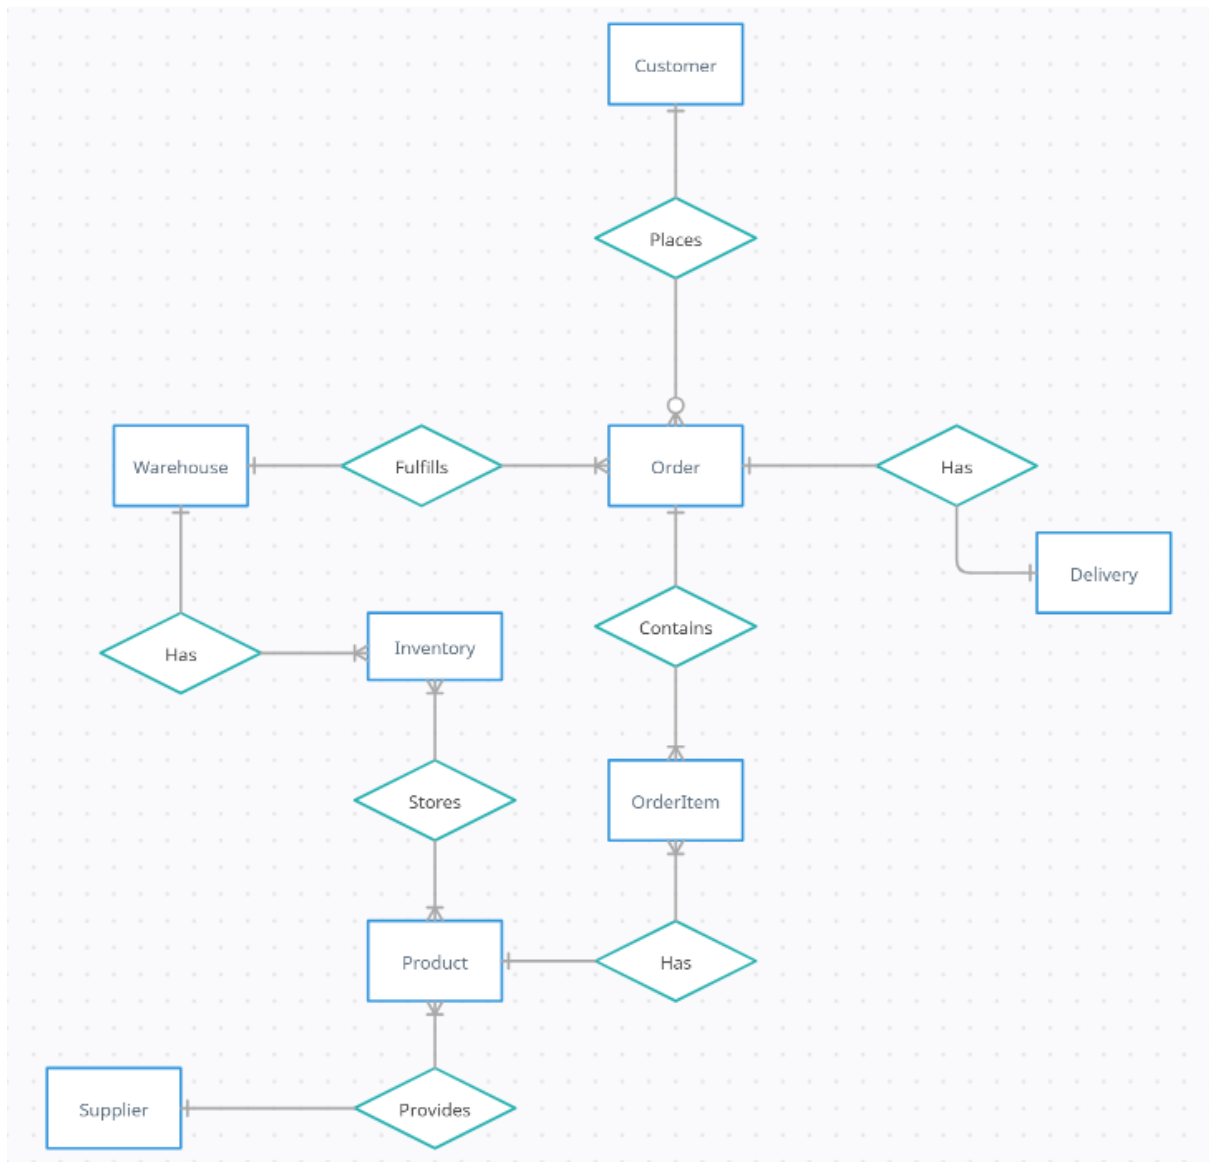 Customer
Places
Warehouse
Fulfills
Order
Has
Delivery
Contains
Has
Inventory
Stores
OrderItem
Product
Has
Supplier
Provides